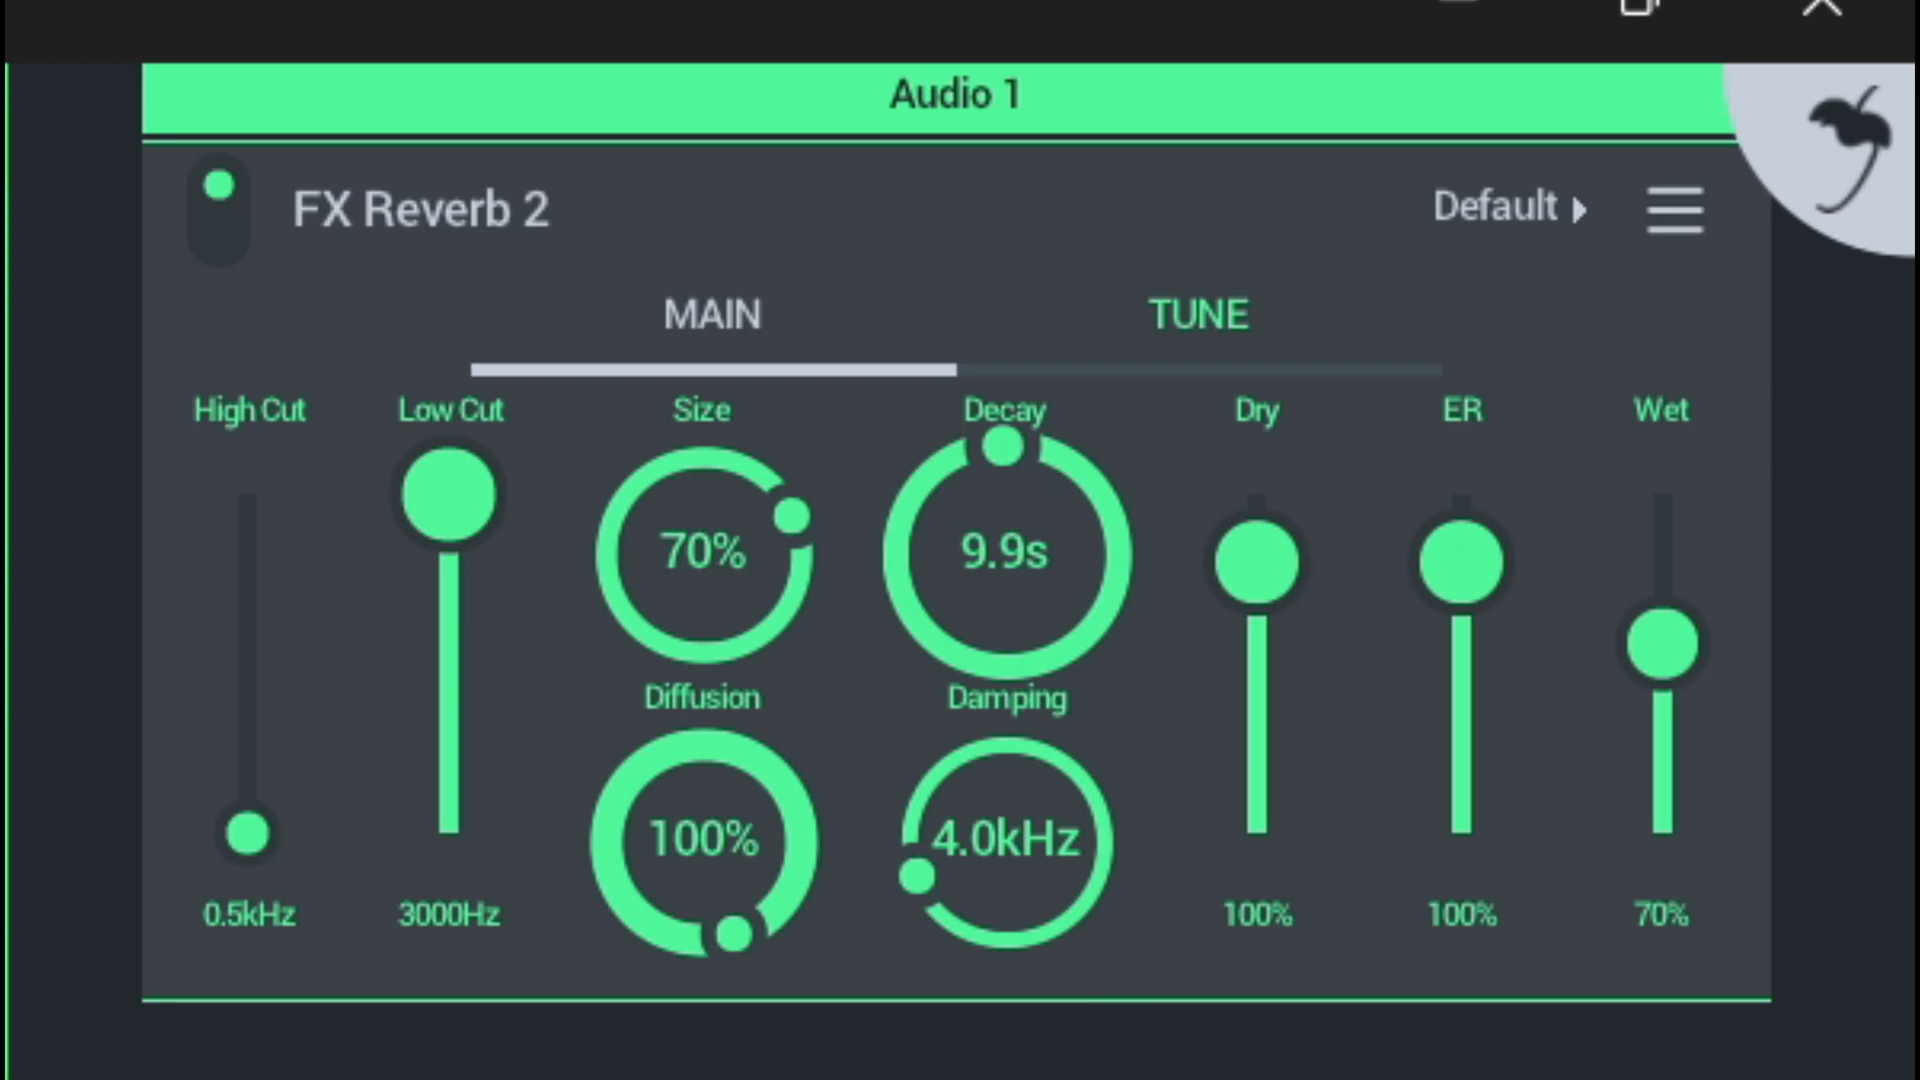 Audio 1
FX Reverb 2
Default
MAIN
TUNE
High Cut
Low Cut
Size
Decay
Dry
ER
Wet
70%
9.9s
Diffusion
Damping
100%
4.0kHz
0.5kHz
3000Hz
100%
100%
70%